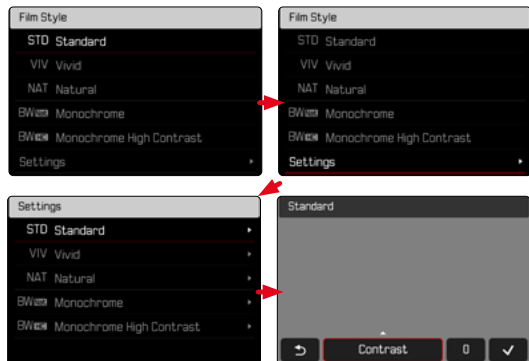 Film Style
STD Standard
VIV Vivid
NAT Natural
BW Monochrome
BW Monochrome High Contrast
Settings
Film Style
STD Standard
VIV Vivid
NAT Natural
BW Monochrome
BW Monochrome High Contrast
Settings
Settings
STD Standard
VIV Vivid
NAT Natural
BW Monochrome
BW Monochrome High Contrast
Standard
Contrast 0